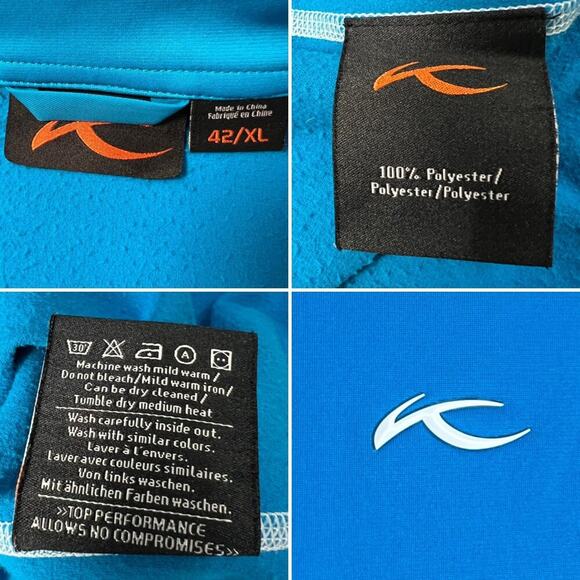 Made in China
Fabriqué en Chine
42/XL
100% Polyester/
Polyester/Polyester
30°
A
Machine wash mild warm /
Do not bleach/Mild warm iron/
Can be dry cleaned /
Tumble dry medium heat
Wash carefully inside out.
Wash with similar colors.
Laver à l'envers.
Laver avec couleurs similaires.
Von links waschen.
Mit ähnlichen Farben waschen.
>>TOP PERFORMANCE
ALLOWS NO COMPROMISES>>